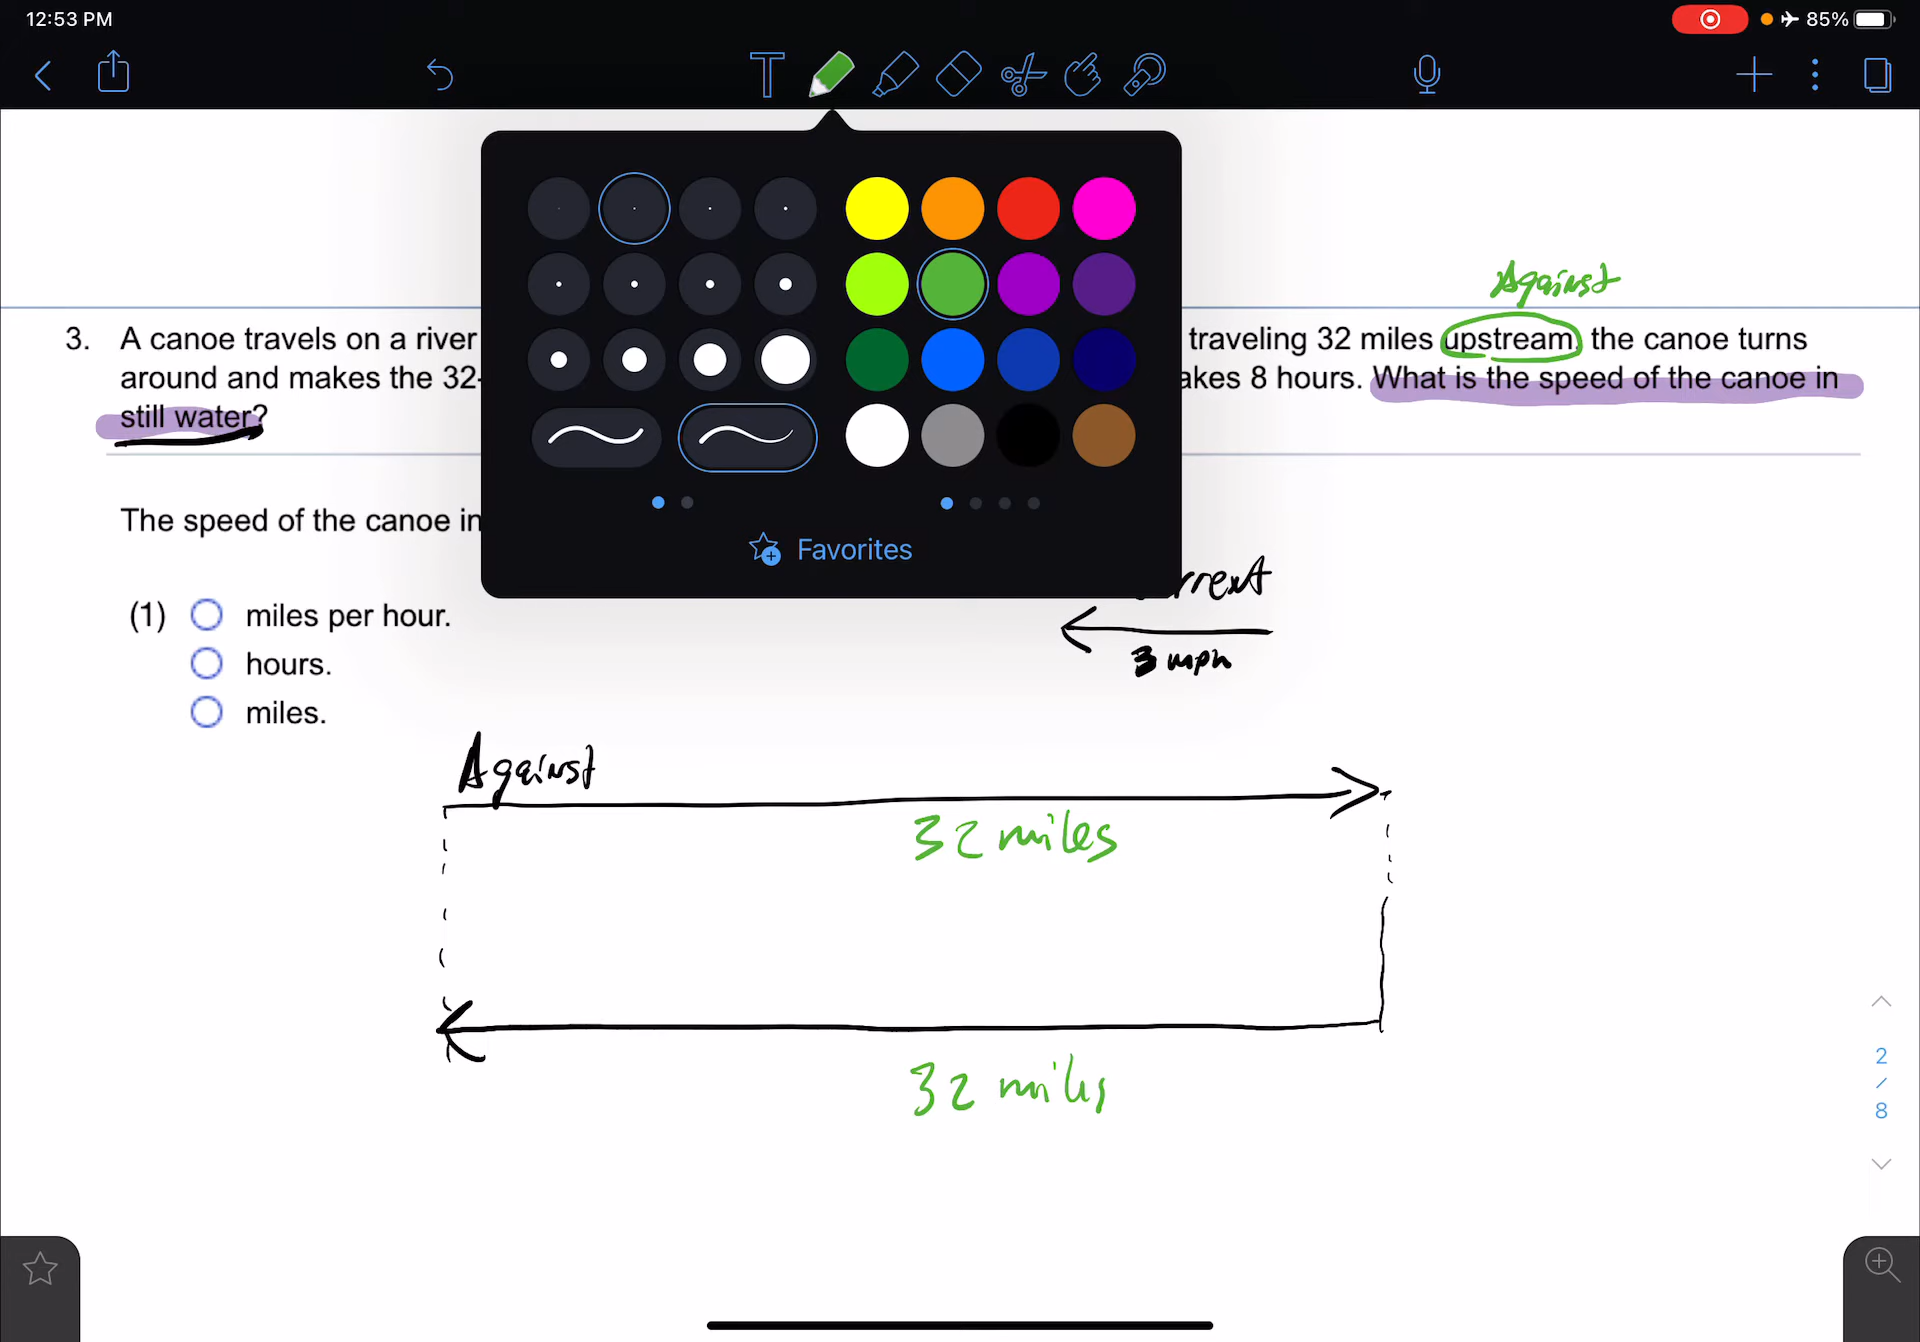 12:53 PM
85%
T
Against
3. A canoe travels on a river traveling 32 miles upstream, the canoe turns
around and makes the 32- akes 8 hours. What is the speed of the canoe in
still water?
The speed of the canoe in
Favorites
rrent
3 mph
(1) miles per hour.
hours.
miles.
Against
32 miles
32 miles
2
/
8